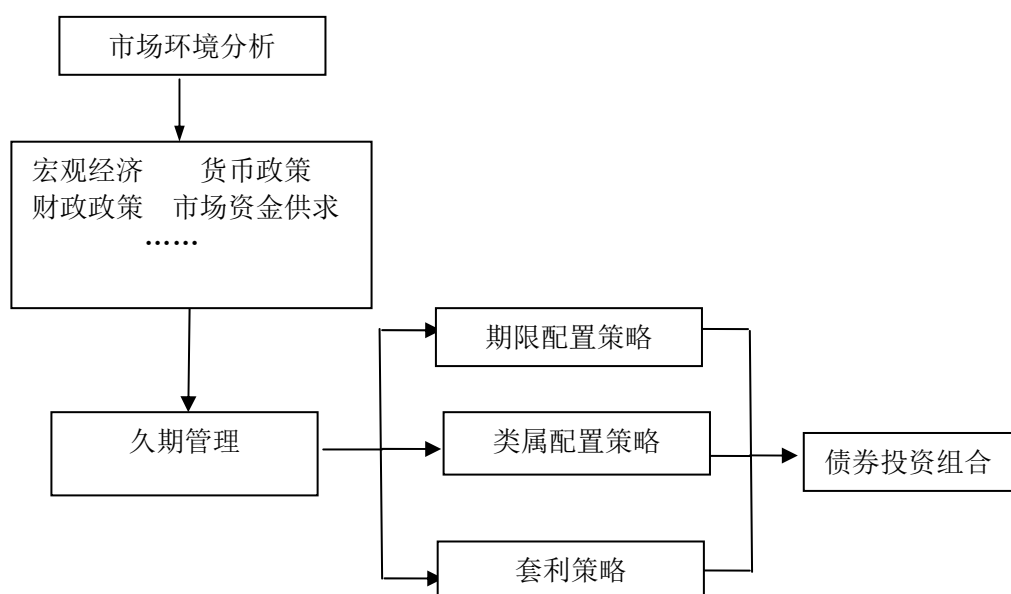 市场环境分析
宏观经济 货币政策
财政政策 市场资金供求
……
久期管理
期限配置策略
类属配置策略
套利策略
债券投资组合